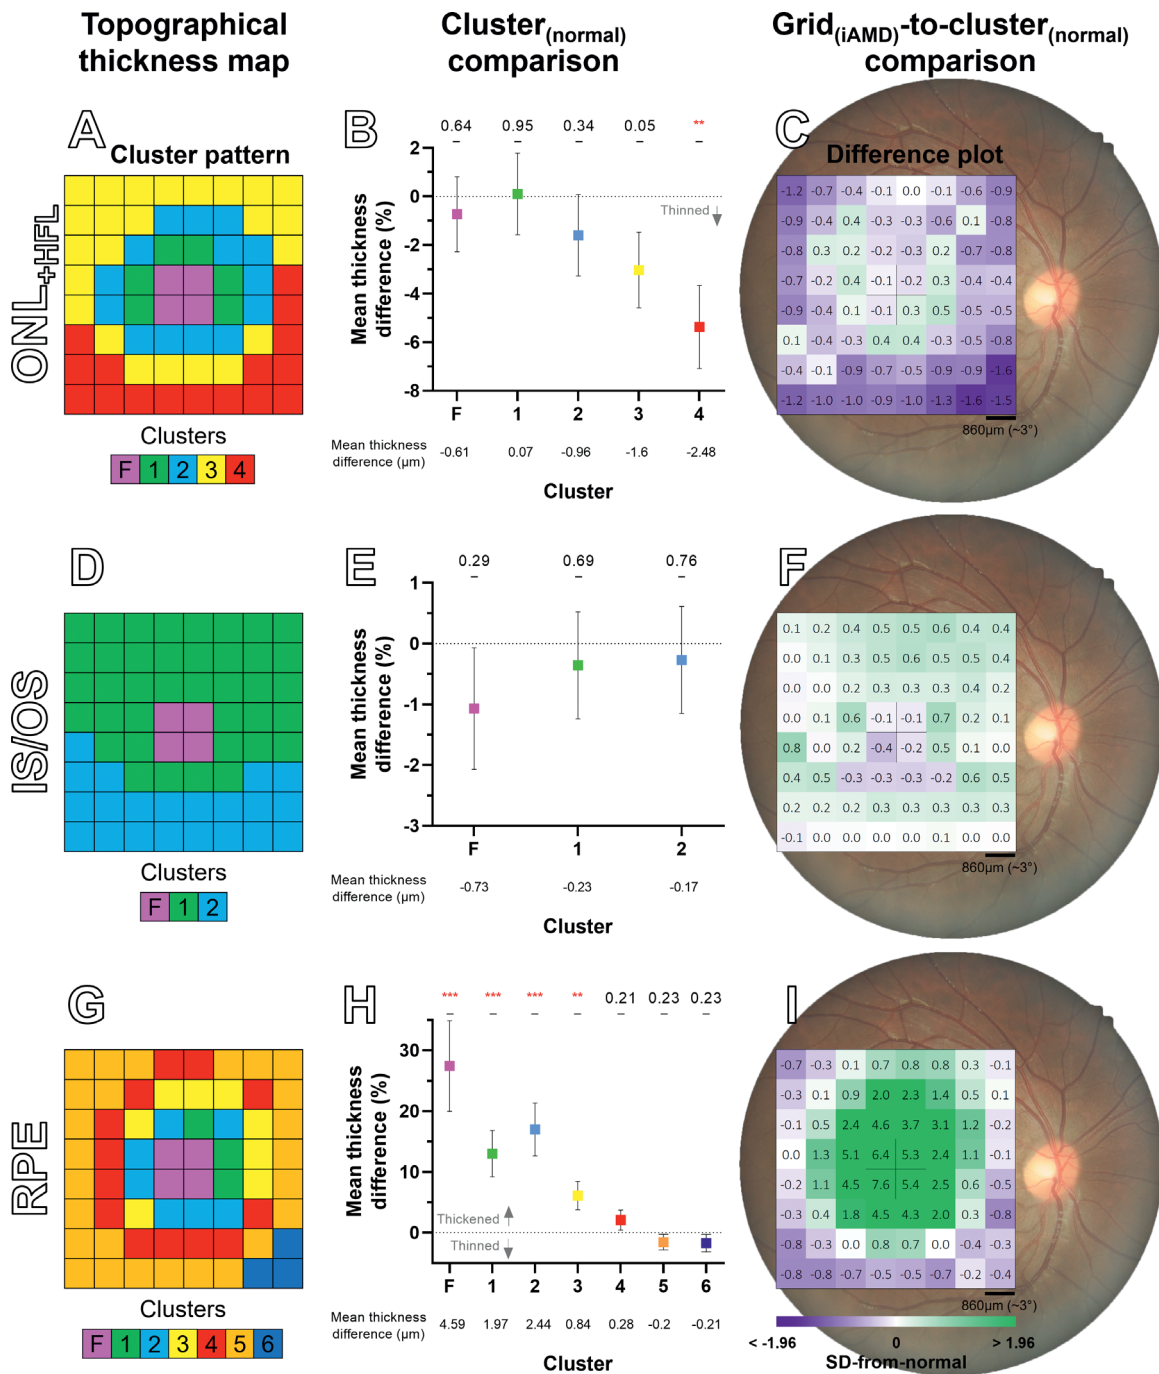 Topographical
thickness map
Cluster(normal)
comparison
Grid(iAMD)-to-cluster(normal)
comparison
ONL+HFL
A
Cluster pattern
Clusters
F 1 2 3 4
B
0.64 0.95 0.34 0.05 **
Mean thickness
difference (%)
2
0
-2
-4
-6
-8
Thinned
F 1 2 3 4
Mean thickness
difference (µm)
-0.61 0.07 -0.96 -1.6 -2.48
Cluster
C
Difference plot
-1.2 -0.7 -0.4 -0.1 0.0 -0.1 -0.6 -0.9
-0.9 -0.4 0.4 -0.3 -0.3 -0.6 0.1 -0.8
-0.8 0.3 0.2 -0.2 -0.4 0.2 -0.7 -0.8
-0.7 -0.2 0.4 -0.1 -0.2 0.3 -0.4 -0.4
-0.9 -0.4 0.1 -0.1 0.3 0.5 -0.5 -0.5
0.1 -0.4 -0.3 0.4 0.4 -0.3 -0.5 -0.8
-0.4 -0.1 -0.9 -0.7 -0.5 -0.9 -0.9 -1.6
-1.2 -1.0 -1.0 -0.9 -1.0 -1.3 -1.6 -1.5
860µm (~3°)
IS/OS
D
Clusters
F 1 2
E
0.29 0.69 0.76
Mean thickness
difference (%)
1
0
-1
-2
-3
F 1 2
Mean thickness
difference (µm)
-0.73 -0.23 -0.17
Cluster
F
0.1 0.2 0.4 0.5 0.5 0.6 0.4 0.4
0.0 0.1 0.3 0.5 0.6 0.5 0.5 0.4
0.0 0.0 0.2 0.3 0.3 0.3 0.4 0.2
0.0 0.1 0.6 -0.1 -0.1 0.7 0.2 0.1
0.8 0.0 0.2 -0.4 -0.2 0.5 0.1 0.0
0.4 0.5 -0.3 -0.3 -0.3 -0.2 0.6 0.5
0.2 0.2 0.2 0.3 0.3 0.3 0.3 0.3
-0.1 0.0 0.0 0.0 0.0 0.1 0.0 0.0
860µm (~3°)
RPE
G
Clusters
F 1 2 3 4 5 6
H
*** *** *** ** 0.21 0.23 0.23
Mean thickness
difference (%)
30
20
10
0
Thickened
Thinned
F 1 2 3 4 5 6
Mean thickness
difference (µm)
4.59 1.97 2.44 0.84 0.28 -0.2 -0.21
Cluster
I
-0.7 -0.3 0.1 0.7 0.8 0.8 0.3 -0.1
-0.3 0.1 0.9 2.0 2.3 1.4 0.5 0.1
-0.1 0.5 2.4 4.6 3.7 3.1 1.2 -0.2
0.0 1.3 5.1 6.4 5.3 2.4 1.1 -0.1
-0.2 1.1 4.5 7.6 5.4 2.5 0.6 -0.5
-0.3 0.4 1.8 4.5 4.3 2.0 0.3 -0.8
-0.8 -0.3 0.0 0.8 0.7 0.0 -0.4 -0.3
-0.8 -0.8 -0.7 -0.5 -0.5 -0.7 -0.2 -0.4
860µm (~3°)
< -1.96 0 > 1.96
SD-from-normal